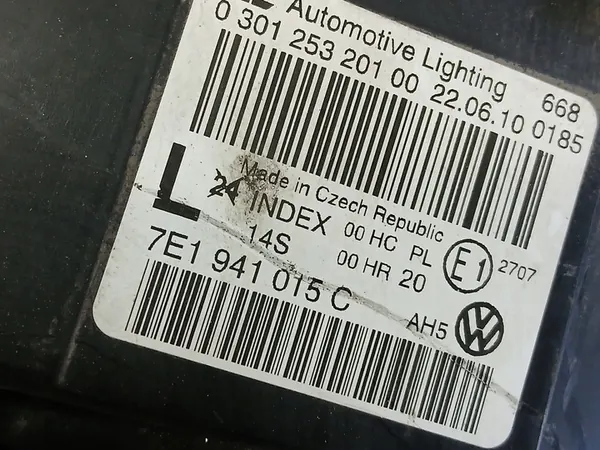 Automotive Lighting 668
0 301 253 201 00 22.06.10 0185
Made in Czech Republic
L 24 INDEX 00 HC PL E1 2707
14S 00 HR 20
7E1 941 015 C AH5 VW